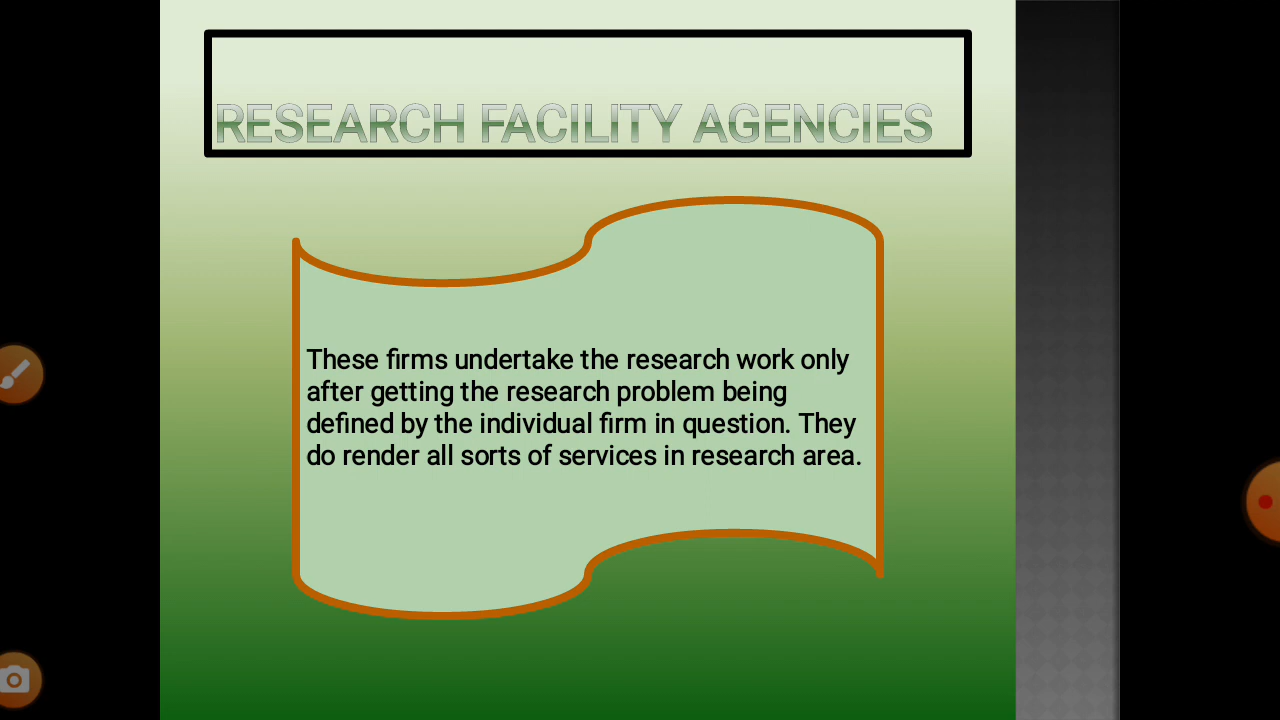 RESEARCH FACILITY AGENCIES
These firms undertake the research work only
after getting the research problem being
defined by the individual firm in question. They
do render all sorts of services in research area.